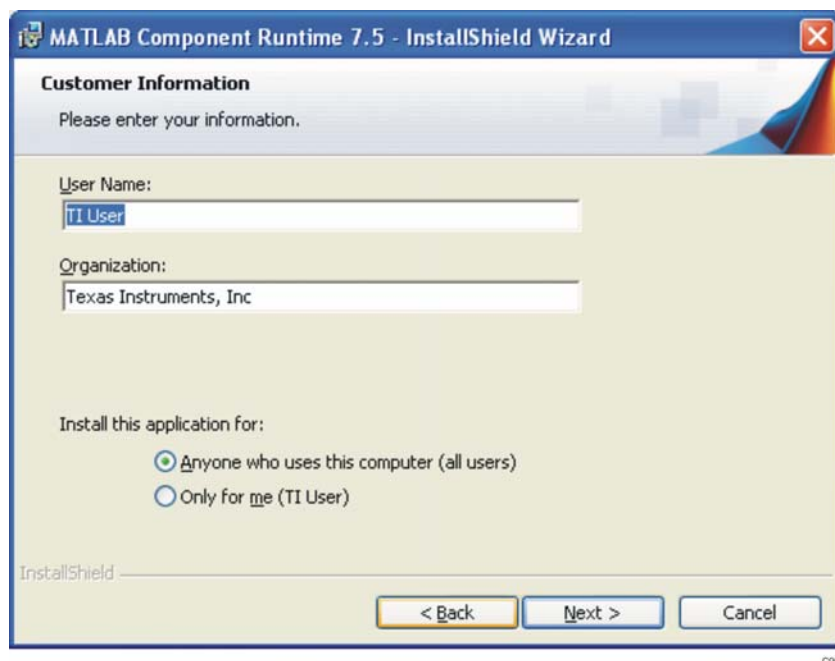 MATLAB Component Runtime 7.5 - InstallShield Wizard
Customer Information
Please enter your information.
User Name:
TI User
Organization:
Texas Instruments, Inc
Install this application for:
Anyone who uses this computer (all users)
Only for me (TI User)
InstallShield
< Back Next > Cancel